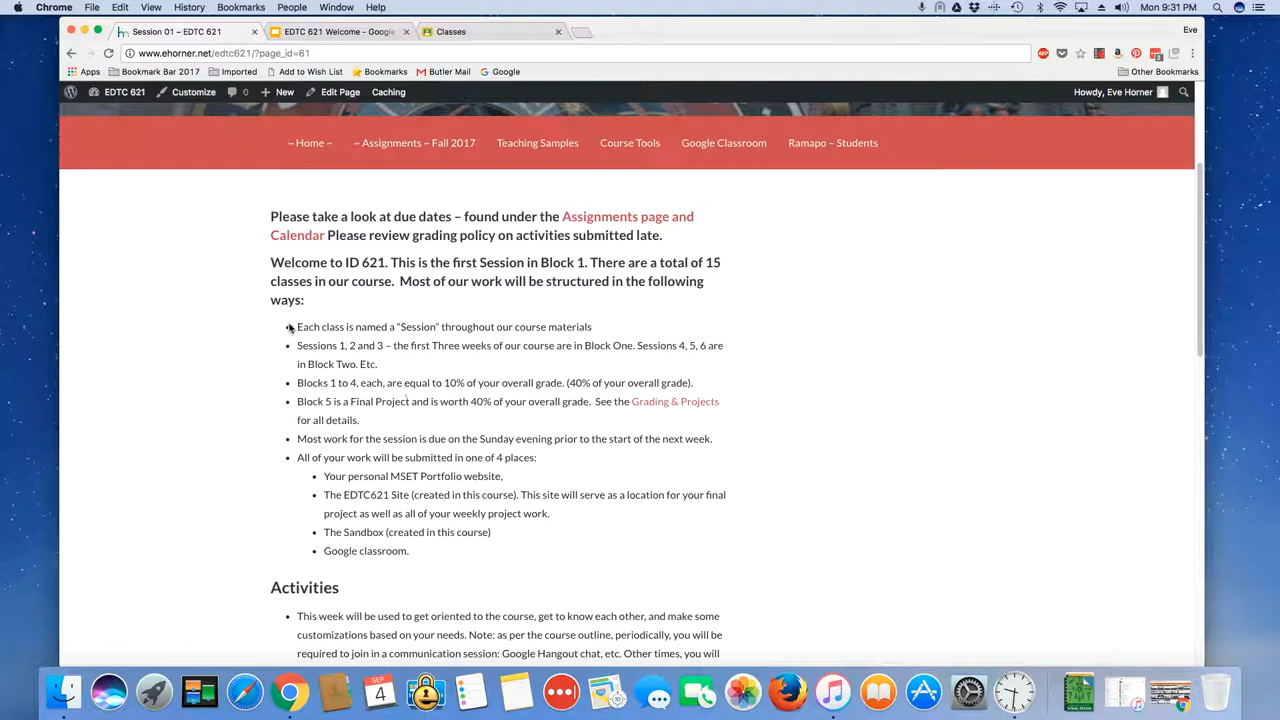 Chrome File Edit View History Bookmarks People Window Help Mon 9:31 PM
Session 01 – EDTC 621 EDTC 621 Welcome - Google Classes Eve
www.ehorner.net/edtc621/?page_id=61
Apps Bookmark Bar 2017 Imported Add to Wish List Bookmarks Butler Mail Google Other Bookmarks
EDTC 621 Customize 0 New Edit Page Caching Howdy, Eve Horner
~ Home ~ ~ Assignments ~ Fall 2017 Teaching Samples Course Tools Google Classroom Ramapo – Students
Please take a look at due dates – found under the Assignments page and
Calendar Please review grading policy on activities submitted late.
Welcome to ID 621. This is the first Session in Block 1. There are a total of 15
classes in our course. Most of our work will be structured in the following
ways:
Each class is named a “Session” throughout our course materials
Sessions 1, 2 and 3 – the first Three weeks of our course are in Block One. Sessions 4, 5, 6 are
in Block Two. Etc.
Blocks 1 to 4, each, are equal to 10% of your overall grade. (40% of your overall grade).
Block 5 is a Final Project and is worth 40% of your overall grade. See the Grading & Projects
for all details.
Most work for the session is due on the Sunday evening prior to the start of the next week.
All of your work will be submitted in one of 4 places:
Your personal MSET Portfolio website,
The EDTC621 Site (created in this course). This site will serve as a location for your final
project as well as all of your weekly project work.
The Sandbox (created in this course)
Google classroom.
Activities
This week will be used to get oriented to the course, get to know each other, and make some
customizations based on your needs. Note: as per the course outline, periodically, you will be
required to join in a communication session: Google Hangout chat, etc. Other times, you will
SEP
4